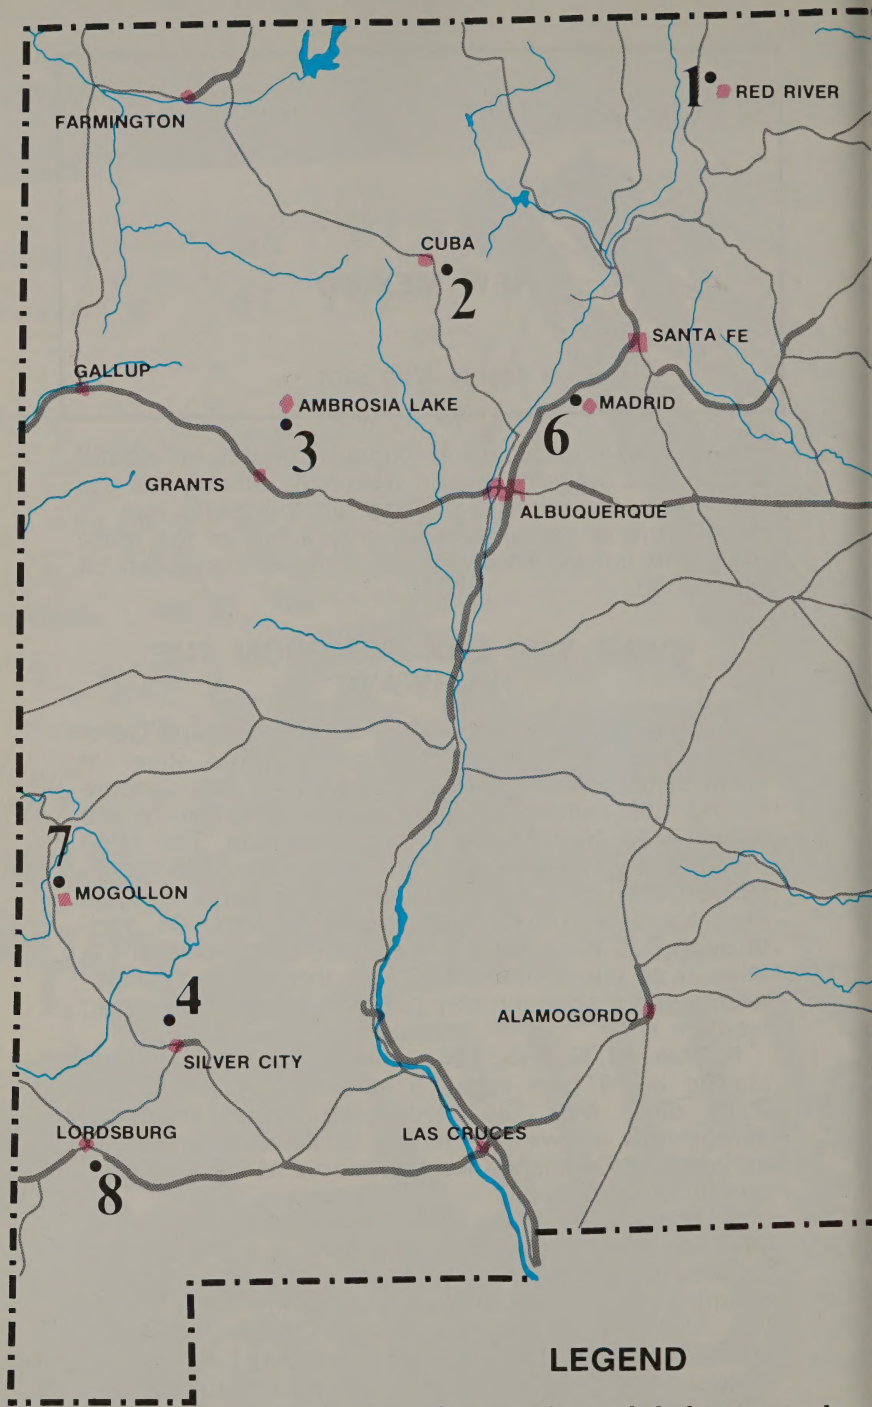 1
RED RIVER
FARMINGTON
CUBA
2
SANTA FE
GALLUP
AMBROSIA LAKE
3
MADRID
6
GRANTS
ALBUQUERQUE
7
MOGOLLON
4
ALAMOGORDO
SILVER CITY
LORDSBURG
LAS CRUCES
8
LEGEND